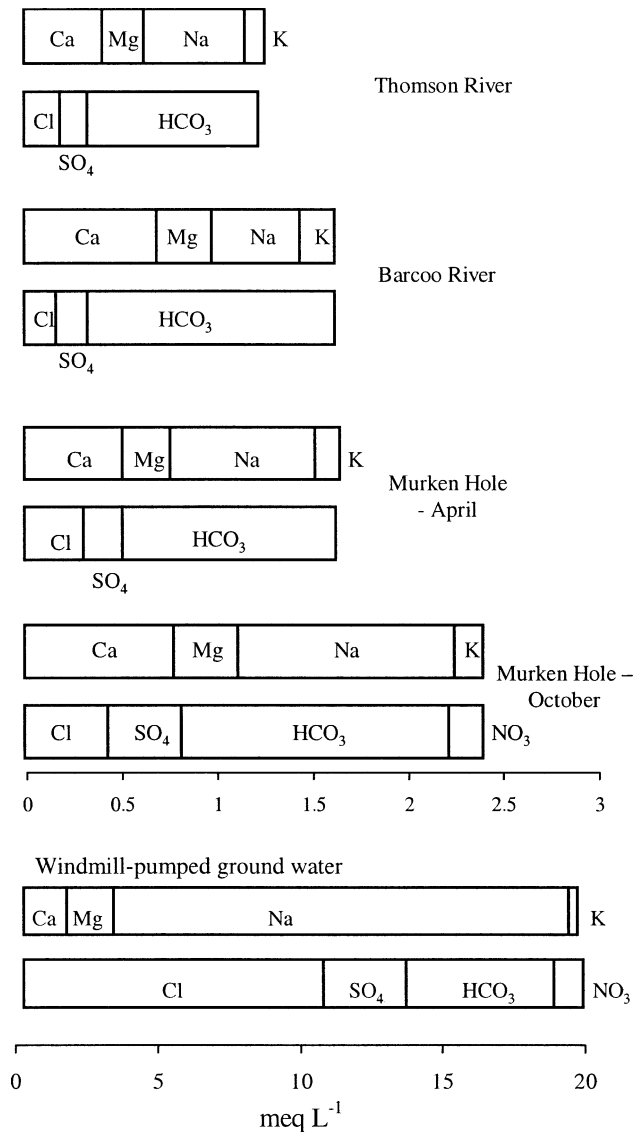 Ca Mg Na K
Thomson River
Cl HCO₃
SO₄
Ca Mg Na K
Barcoo River
Cl HCO₃
SO₄
Ca Mg Na K
Murken Hole
- April
Cl HCO₃
SO₄
Ca Mg Na K
Murken Hole –
October
Cl SO₄ HCO₃ NO₃
0 0.5 1 1.5 2 2.5 3
Windmill-pumped ground water
Ca Mg Na K
Cl SO₄ HCO₃ NO₃
0 5 10 15 20
meq L⁻¹